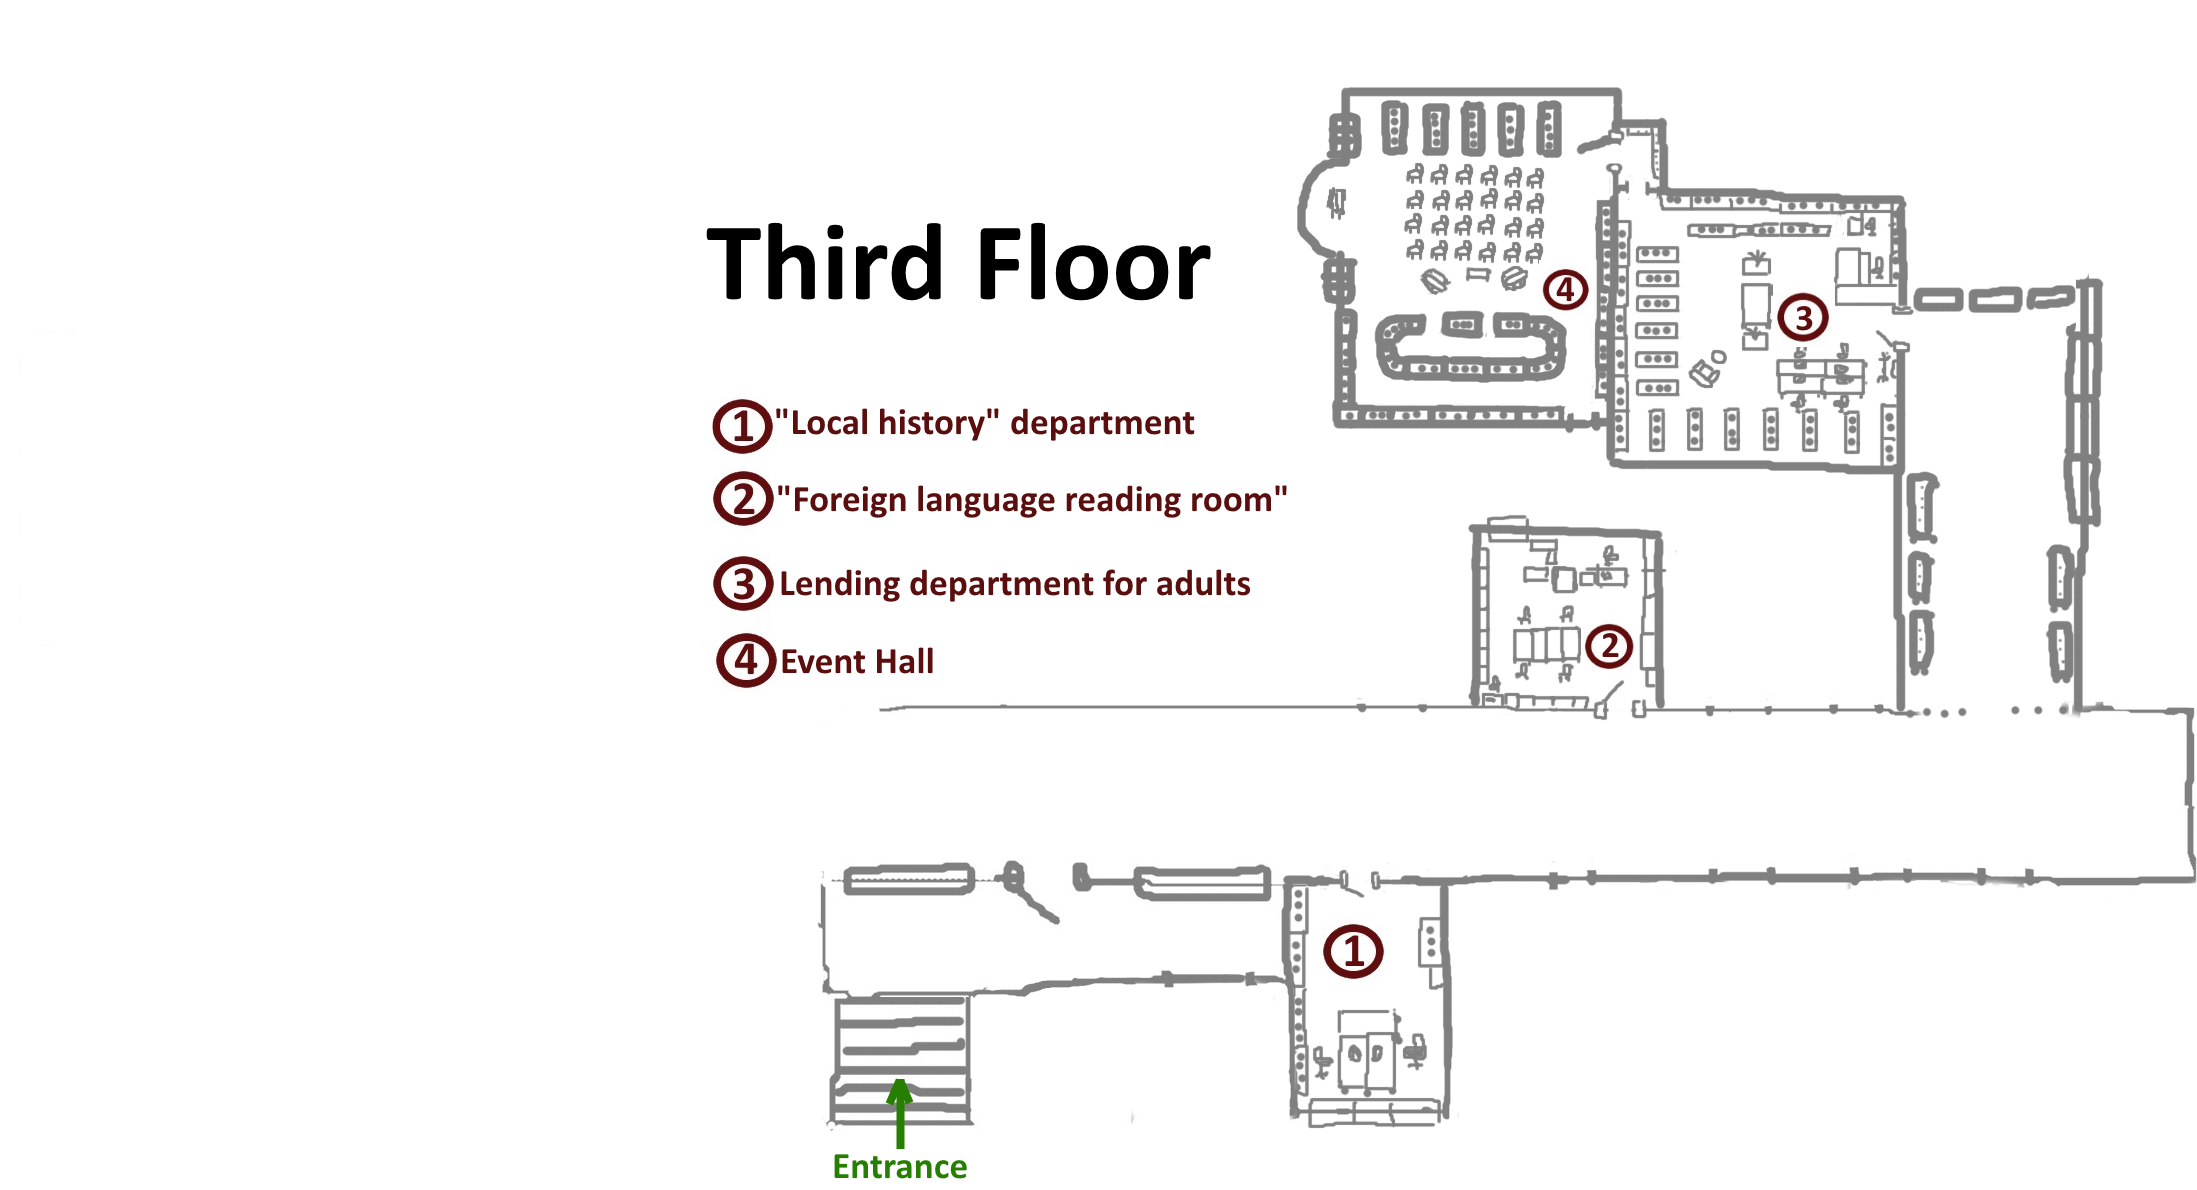 Third Floor
1 "Local history" department
2 "Foreign language reading room"
3 Lending department for adults
4 Event Hall
4
3
2
1
Entrance